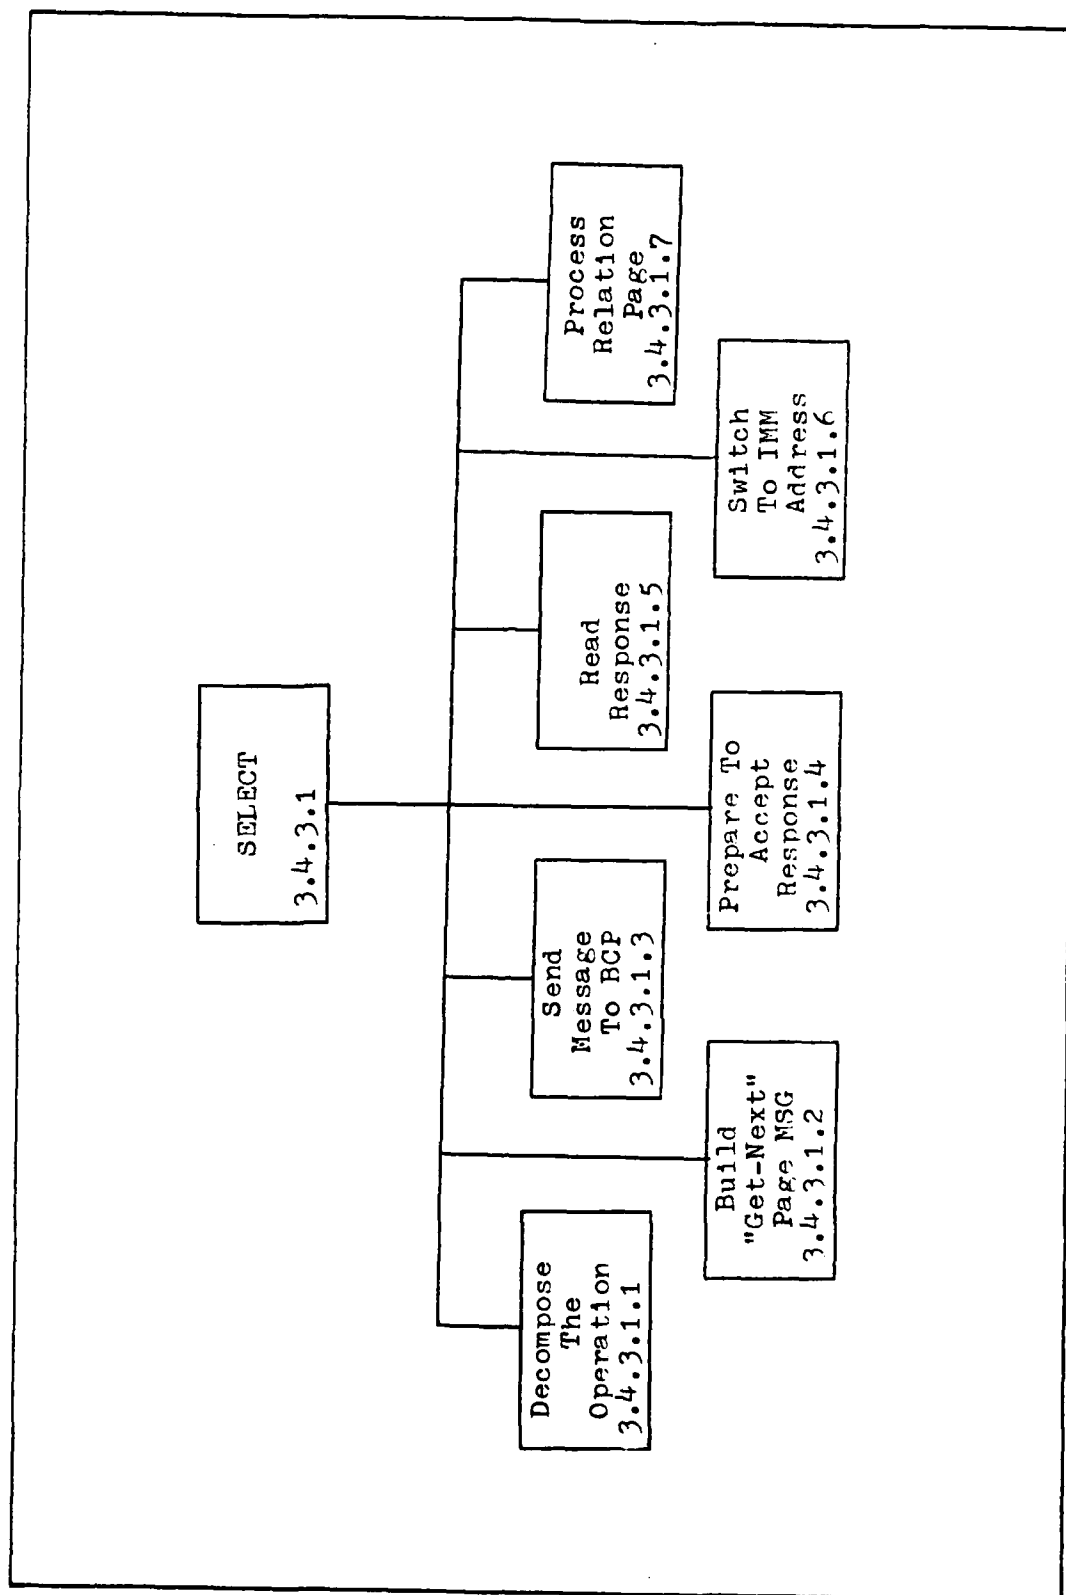 SELECT
3.4.3.1
Decompose
The
Operation
3.4.3.1.1
Build
"Get-Next"
Page MSG
3.4.3.1.2
Send
Message
To BCP
3.4.3.1.3
Prepare To
Accept
Response
3.4.3.1.4
Read
Response
3.4.3.1.5
Switch
To IMM
Address
3.4.3.1.6
Process
Relation
Page
3.4.3.1.7